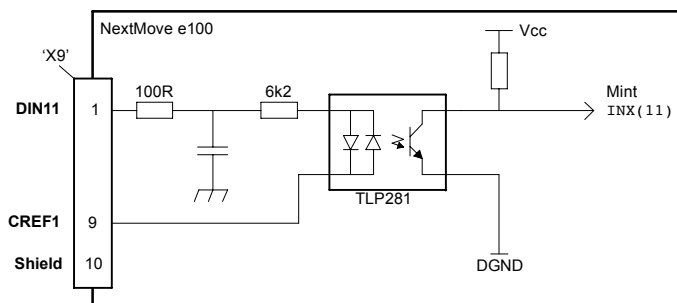 NextMove e100
'X9'
Vcc
100R
6k2
Mint
DIN11
1
INX(11)
TLP281
CREF1
9
Shield
10
DGND